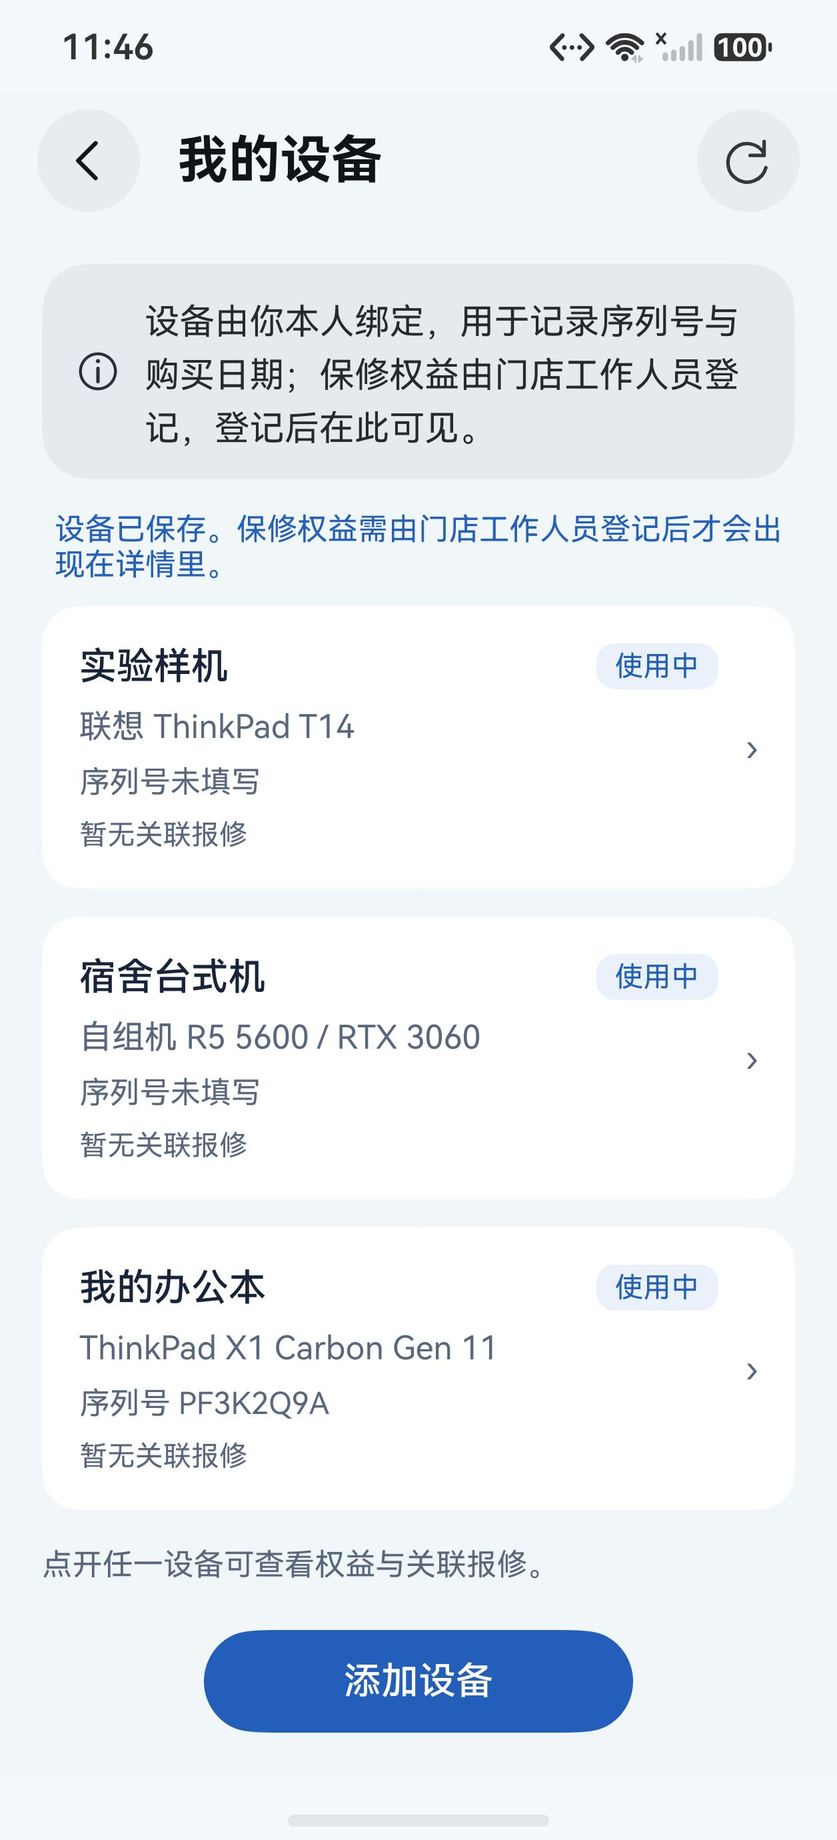 11:46
100
我的设备
设备由你本人绑定，用于记录序列号与
购买日期；保修权益由门店工作人员登
记，登记后在此可见。
设备已保存。保修权益需由门店工作人员登记后才会出
现在详情里。
实验样机
使用中
联想 ThinkPad T14
序列号未填写
暂无关联报修
宿舍台式机
使用中
自组机 R5 5600 / RTX 3060
序列号未填写
暂无关联报修
我的办公本
使用中
ThinkPad X1 Carbon Gen 11
序列号 PF3K2Q9A
暂无关联报修
点开任一设备可查看权益与关联报修。
添加设备